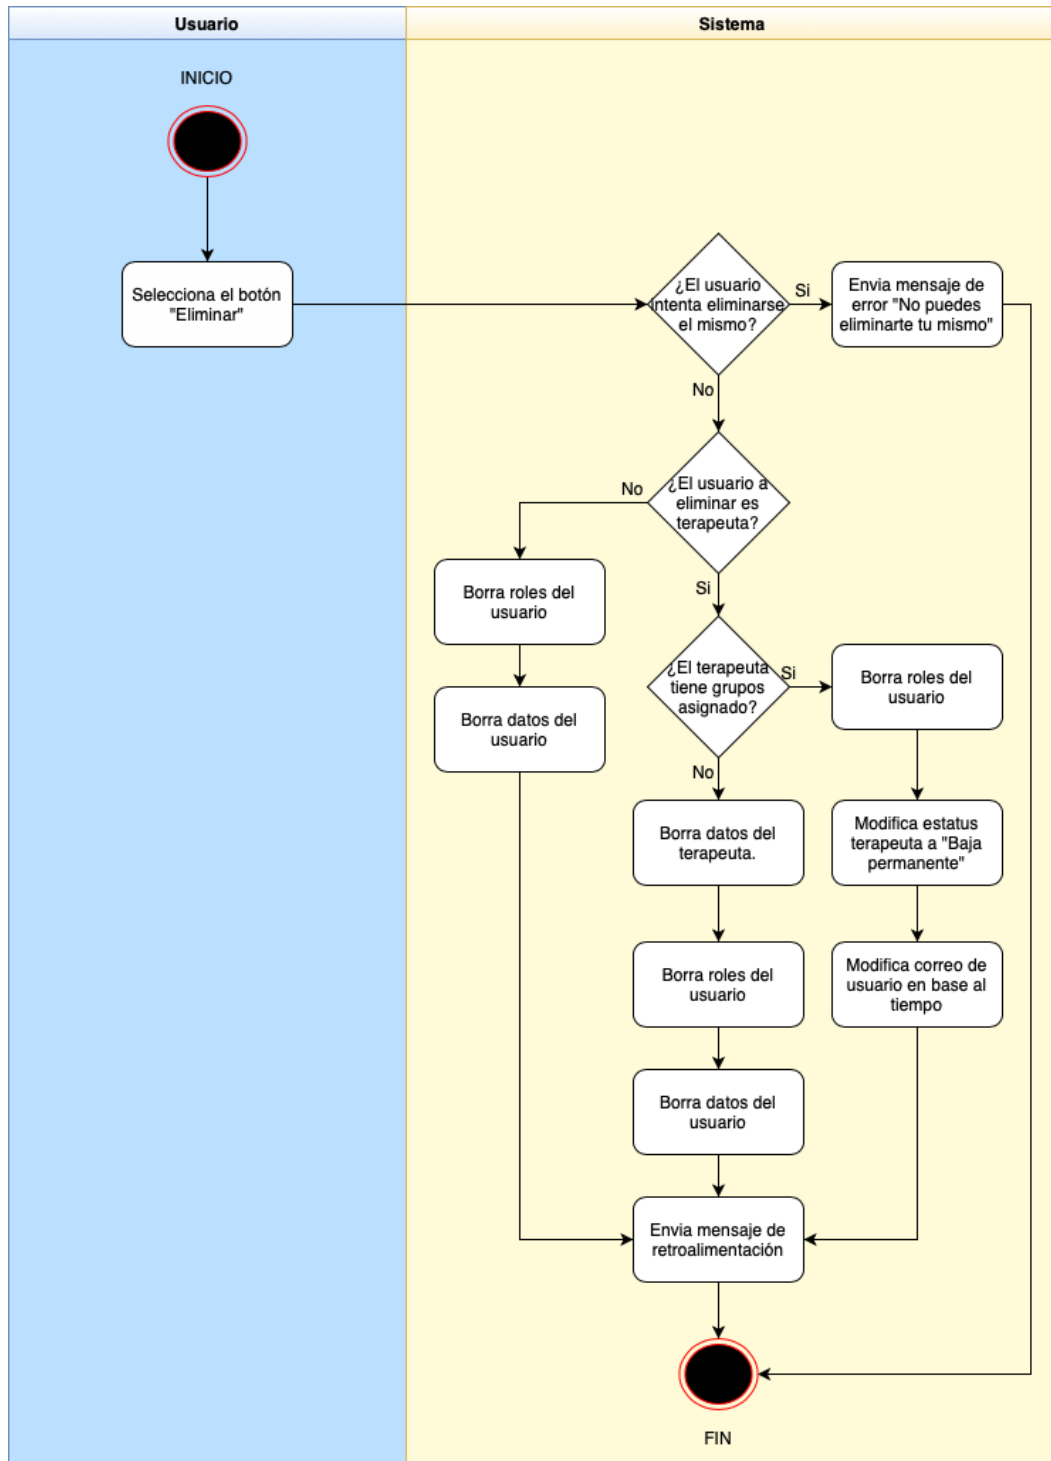 Usuario
Sistema
INICIO
Selecciona el botón
"Eliminar"
¿El usuario
intenta eliminarse
el mismo?
Si
Envia mensaje de
error "No puedes
eliminarte tu mismo"
No
¿El usuario a
eliminar es
terapeuta?
No
Si
Borra roles del
usuario
Borra datos del
usuario
¿El terapeuta
tiene grupos
asignado?
Si
Borra roles del
usuario
No
Modifica estatus
terapeuta a "Baja
permanente"
Modifica correo de
usuario en base al
tiempo
Borra datos del
terapeuta.
Borra roles del
usuario
Borra datos del
usuario
Envia mensaje de
retroalimentación
FIN